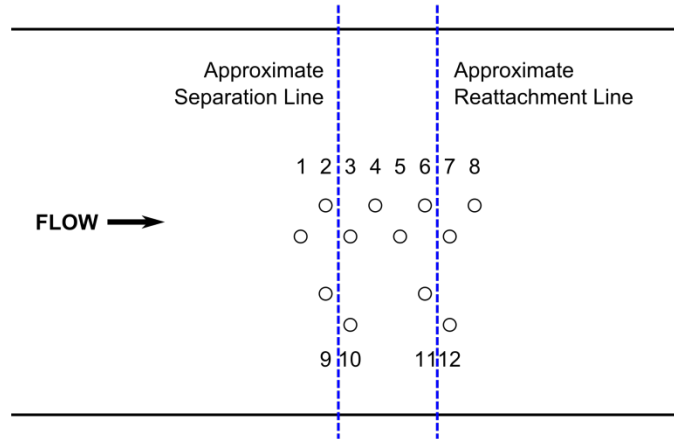 Approximate
Separation Line
Approximate
Reattachment Line
1 2 3 4 5 6 7 8
FLOW
9 10 11 12